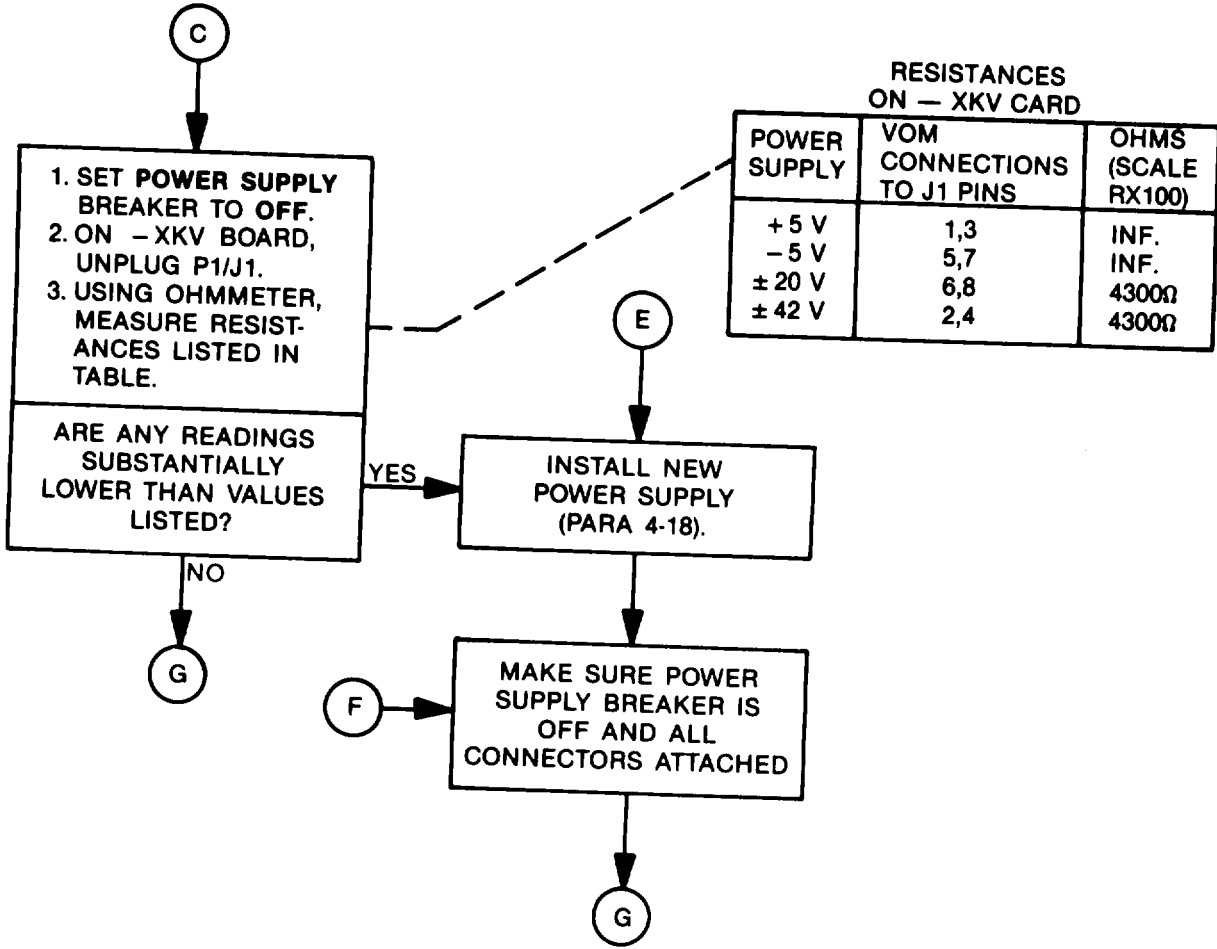 C
1. SET POWER SUPPLY
BREAKER TO OFF.
2. ON –XKV BOARD,
UNPLUG P1/J1.
3. USING OHMMETER,
MEASURE RESIST-
ANCES LISTED IN
TABLE.
ARE ANY READINGS
SUBSTANTIALLY
LOWER THAN VALUES
LISTED?
YES
NO
G
RESISTANCES
ON — XKV CARD
POWER SUPPLY
VOM CONNECTIONS TO J1 PINS
OHMS (SCALE RX100)
+ 5 V 1,3 INF.
– 5 V 5,7 INF.
± 20 V 6,8 4300Ω
± 42 V 2,4 4300Ω
E
INSTALL NEW
POWER SUPPLY
(PARA 4-18).
F
MAKE SURE POWER
SUPPLY BREAKER IS
OFF AND ALL
CONNECTORS ATTACHED
G